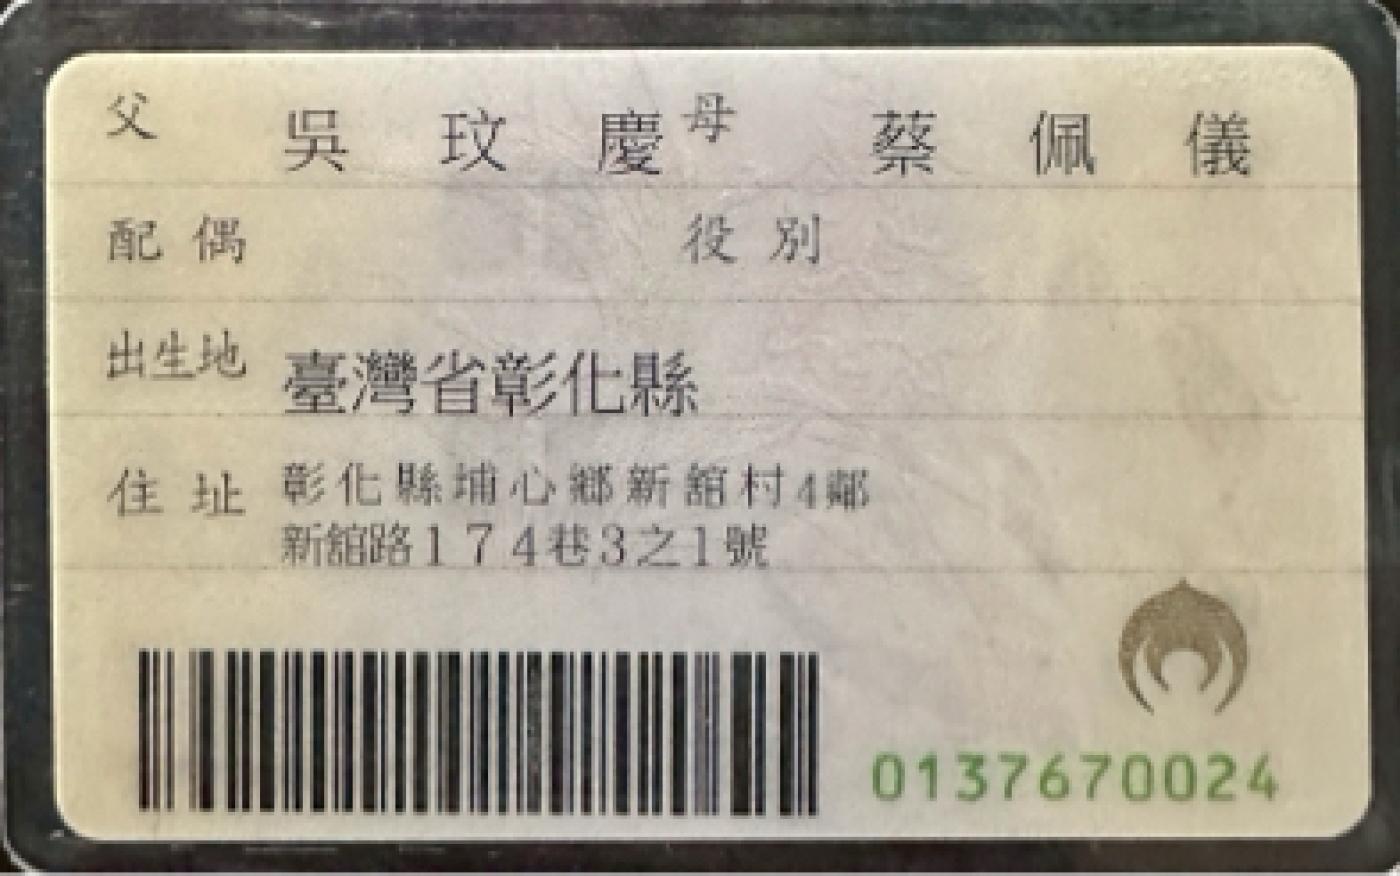 父 吳玟慶 母 蔡佩儀
配偶 役別
出生地 臺灣省彰化縣
住址 彰化縣埔心鄉新舘村4鄰
新舘路174巷3之1號
0137670024